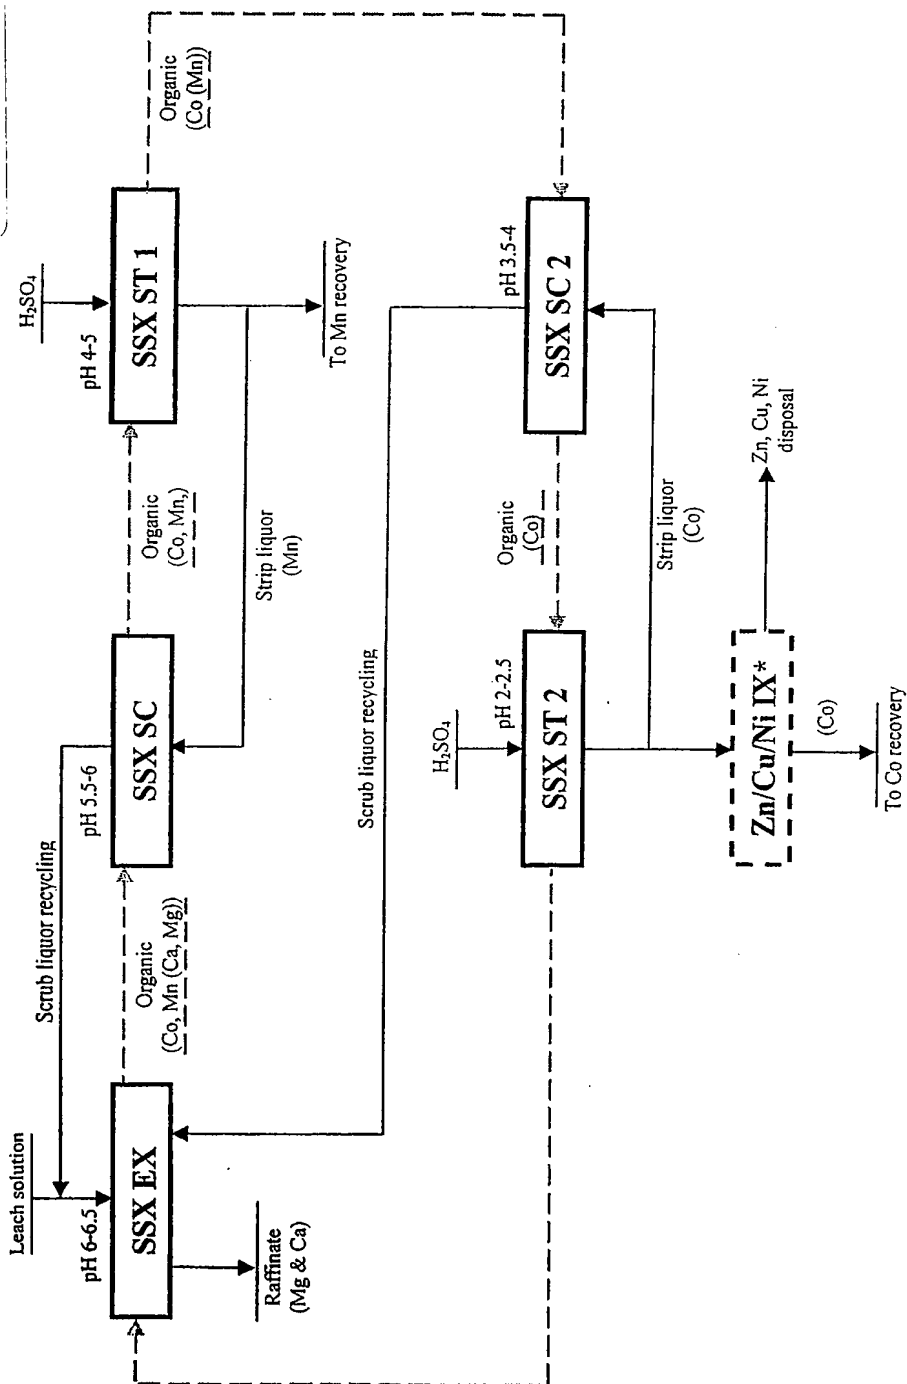 Leach solution
pH 6-6.5
SSX EX
Raffinate
(Mg & Ca)
Scrub liquor recycling
Organic
(Co, Mn (Ca, Mg))
pH 5.5-6
SSX SC
Organic
(Co, Mn,)
Strip liquor
(Mn)
H₂SO₄
pH 4-5
SSX ST 1
To Mn recovery
Organic
(Co (Mn))
Scrub liquor recycling
pH 3.5-4
SSX SC 2
Organic
(Co)
H₂SO₄
pH 2-2.5
SSX ST 2
Strip liquor
(Co)
Zn/Cu/Ni IX*
Zn, Cu, Ni
disposal
(Co)
To Co recovery